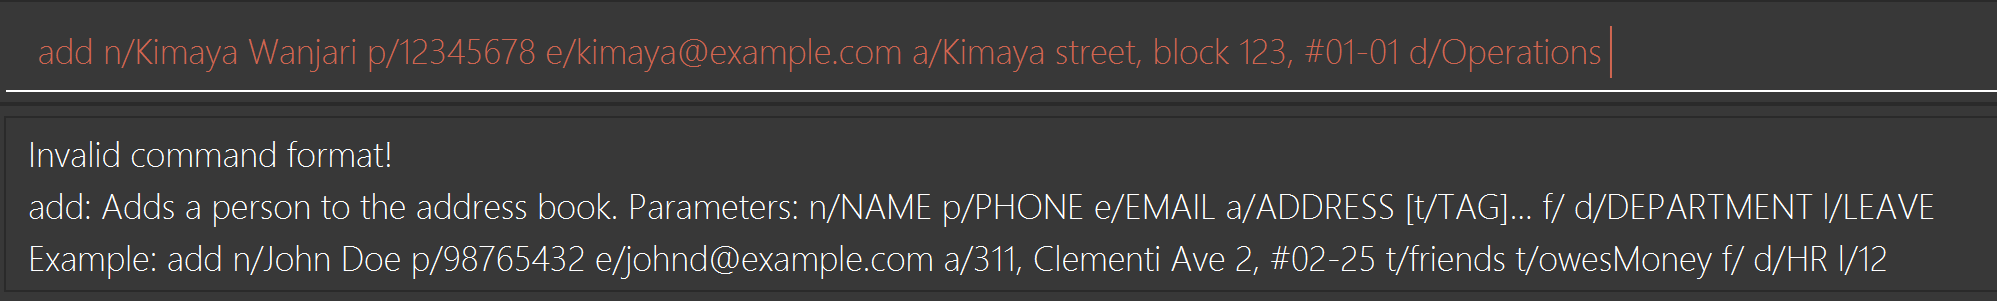 add n/Kimaya Wanjari p/12345678 e/kimaya@example.com a/Kimaya street, block 123, #01-01 d/Operations
Invalid command format!
add: Adds a person to the address book. Parameters: n/NAME p/PHONE e/EMAIL a/ADDRESS [t/TAG]... f/ d/DEPARTMENT l/LEAVE
Example: add n/John Doe p/98765432 e/johnd@example.com a/311, Clementi Ave 2, #02-25 t/friends t/owesMoney f/ d/HR l/12